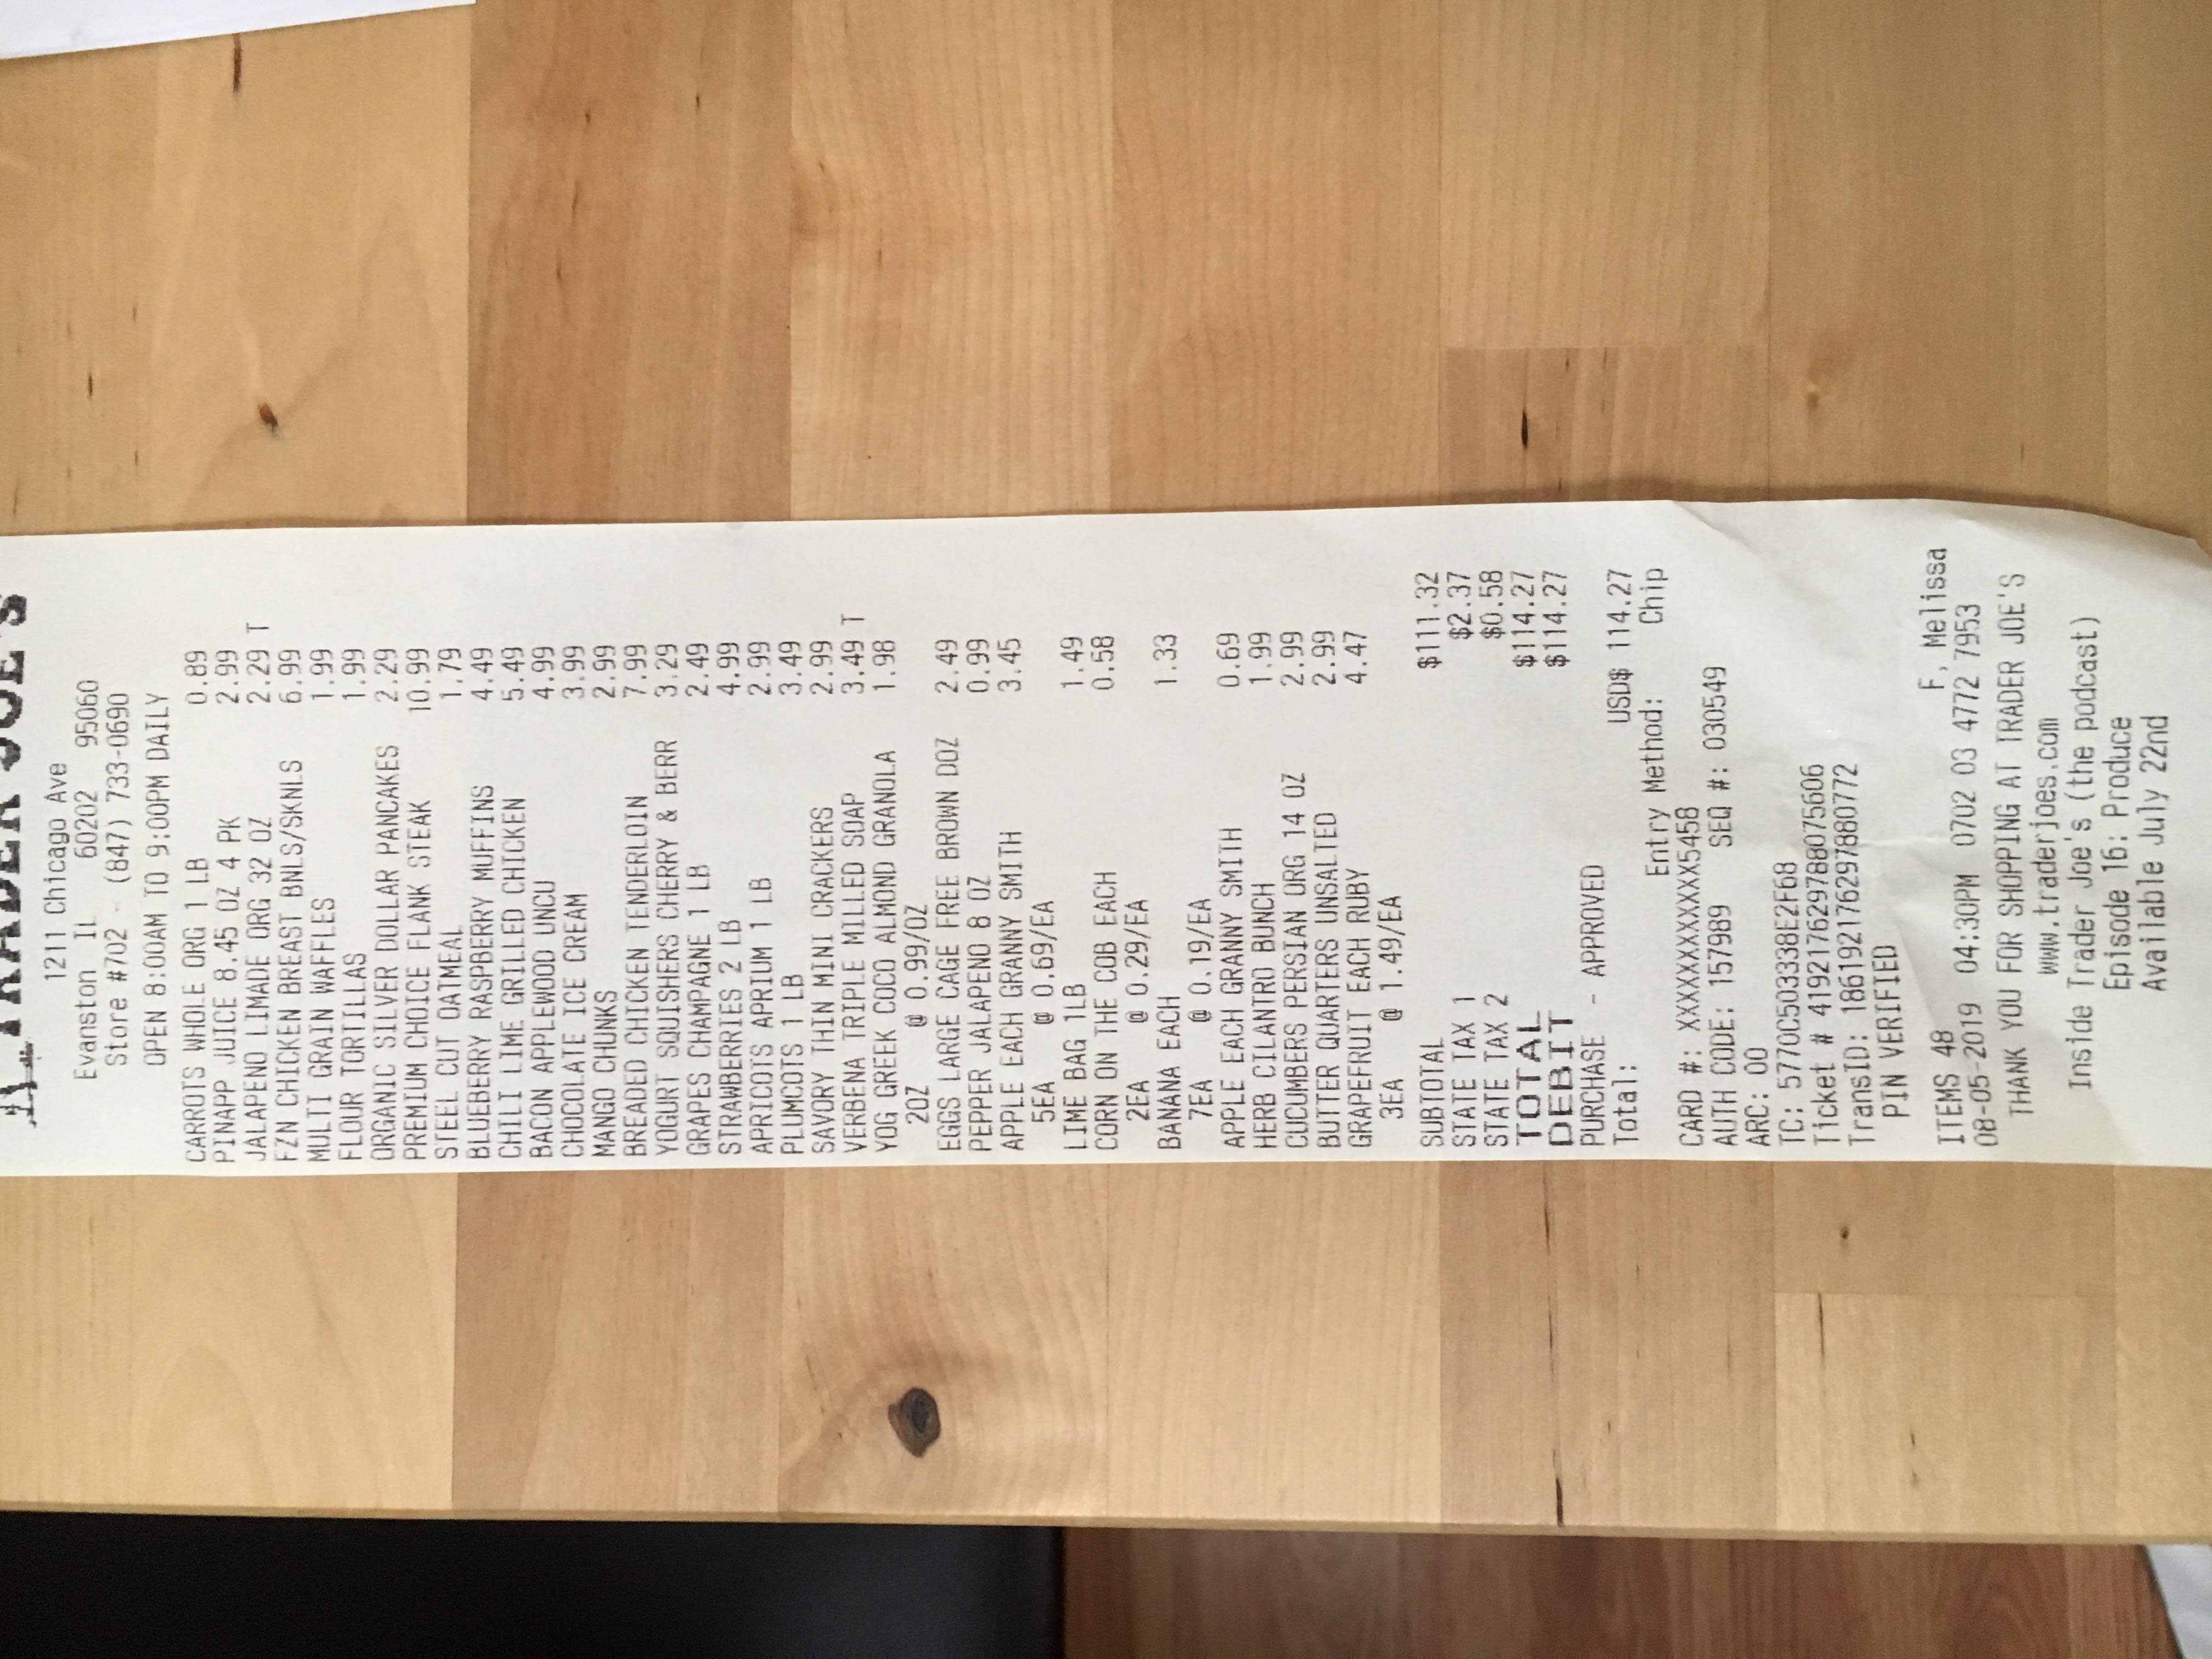 TRADER JOE'S
1211 Chicago Ave
Evanston IL 60202 95060
Store #702 - (847) 733-0690
OPEN 8:00AM TO 9:00PM DAILY
CARROTS WHOLE ORG 1 LB 0.89
PINAPP JUICE 8.45 OZ 4 PK 2.99
JALAPENO LIMADE ORG 32 OZ 2.29 T
FZN CHICKEN BREAST BNLS/SKNLS 6.99
MULTI GRAIN WAFFLES 1.99
FLOUR TORTILLAS 1.99
ORGANIC SILVER DOLLAR PANCAKES 2.29
PREMIUM CHOICE FLANK STEAK 10.99
STEEL CUT OATMEAL 1.79
BLUEBERRY RASPBERRY MUFFINS 4.49
CHILI LIME GRILLED CHICKEN 5.49
BACON APPLEWOOD UNCU 4.99
CHOCOLATE ICE CREAM 3.99
MANGO CHUNKS 2.99
BREADED CHICKEN TENDERLOIN 7.99
YOGURT SQUISHERS CHERRY & BERR 3.29
GRAPES CHAMPAGNE 1 LB 2.49
STRAWBERRIES 2 LB 4.99
APRICOTS APRIUM 1 LB 2.99
PLUMCOTS 1 LB 3.49
SAVORY THIN MINI CRACKERS 2.99
VERBENA TRIPLE MILLED SOAP 3.49 T
YOG GREEK COCO ALMOND GRANOLA 1.98
2OZ @ 0.99/OZ
EGGS LARGE CAGE FREE BROWN DOZ 2.49
PEPPER JALAPENO 8 OZ 0.99
APPLE EACH GRANNY SMITH 3.45
5EA @ 0.69/EA
LIME BAG 1LB 1.49
CORN ON THE COB EACH 0.58
2EA @ 0.29/EA
BANANA EACH 1.33
7EA @ 0.19/EA
APPLE EACH GRANNY SMITH 0.69
HERB CILANTRO BUNCH 1.99
CUCUMBERS PERSIAN ORG 14 OZ 2.99
BUTTER QUARTERS UNSALTED 2.99
GRAPEFRUIT EACH RUBY 4.47
3EA @ 1.49/EA
SUBTOTAL $111.32
STATE TAX 1 $2.37
STATE TAX 2 $0.58
TOTAL $114.27
DEBIT $114.27
PURCHASE - APPROVED
Total: USD$ 114.27
Entry Method: Chip
CARD #: XXXXXXXXXXXX5458
AUTH CODE: 157989 SEQ #: 030549
ARC: 00
TC: 5770C503338E2F68
Ticket # 419217629788075606
TransID: 186192176297880772
PIN VERIFIED
ITEMS 48 F, Melissa
08-05-2019 04:30PM 0702 03 4772 7953
THANK YOU FOR SHOPPING AT TRADER JOE'S
www.traderjoes.com
Inside Trader Joe's (the podcast)
Episode 16: Produce
Available July 22nd